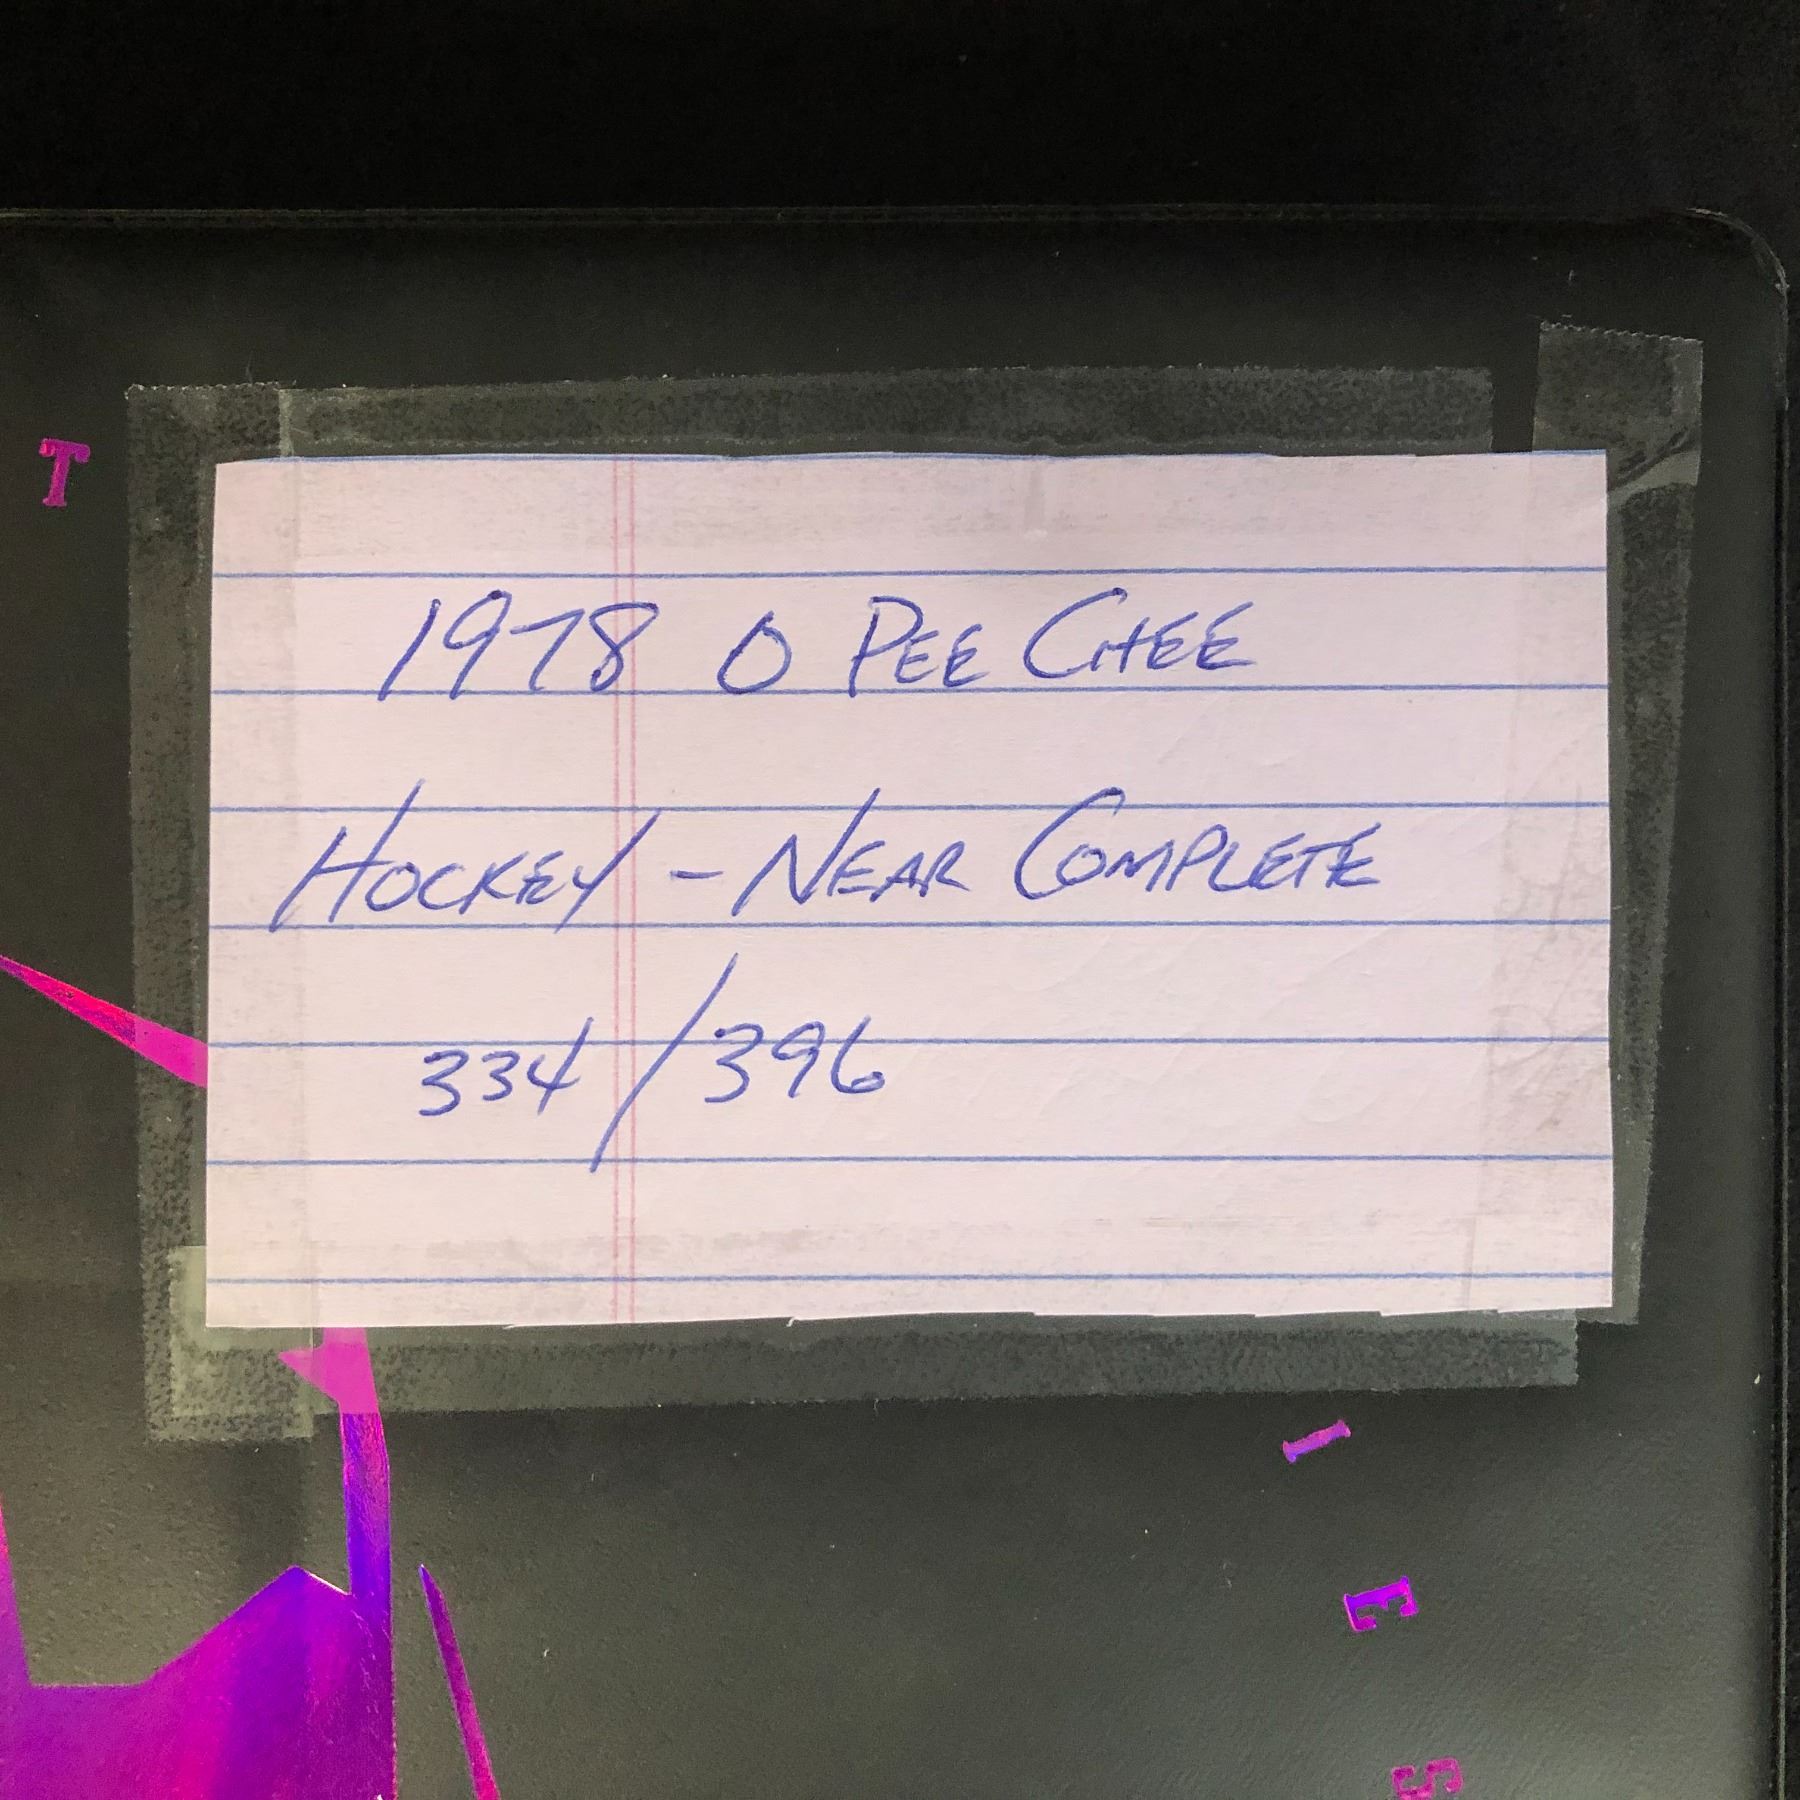 T
1978 O PEE CHEE
HOCKEY - NEAR COMPLETE
334/396
I
E
S